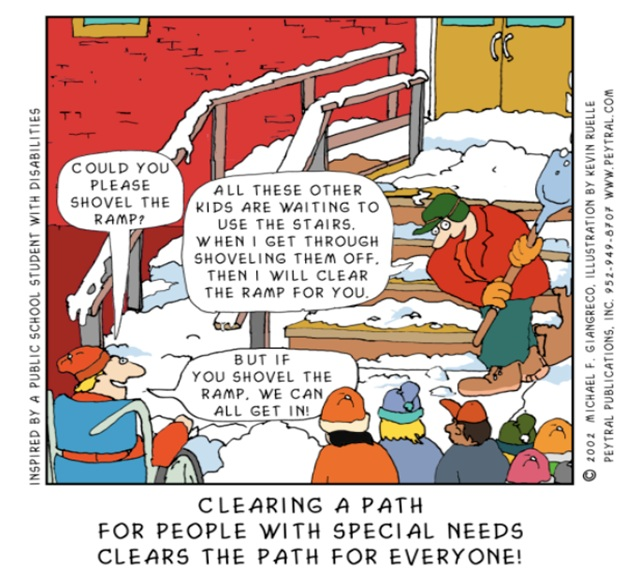 COULD YOU
PLEASE
SHOVEL THE
RAMP?
ALL THESE OTHER
KIDS ARE WAITING TO
USE THE STAIRS.
WHEN I GET THROUGH
SHOVELING THEM OFF,
THEN I WILL CLEAR
THE RAMP FOR YOU.
BUT IF
YOU SHOVEL THE
RAMP, WE CAN
ALL GET IN!
INSPIRED BY A PUBLIC SCHOOL STUDENT WITH DISABILITIES
© 2002 MICHAEL F. GIANGRECO, ILLUSTRATION BY KEVIN RUELLE
PEYTRAL PUBLICATIONS, INC. 952-949-8707 WWW.PEYTRAL.COM
CLEARING A PATH
FOR PEOPLE WITH SPECIAL NEEDS
CLEARS THE PATH FOR EVERYONE!